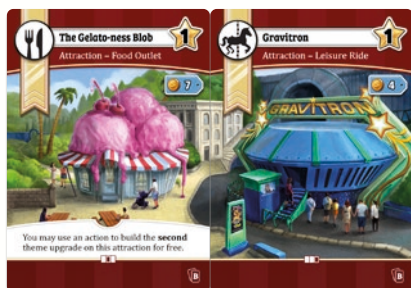 The Gelato-ness Blob
1
Attraction – Food Outlet
7
You may use an action to build the second
theme upgrade on this attraction for free.
B
Gravitron
1
Attraction – Leisure Ride
4
GRAVITRON
B